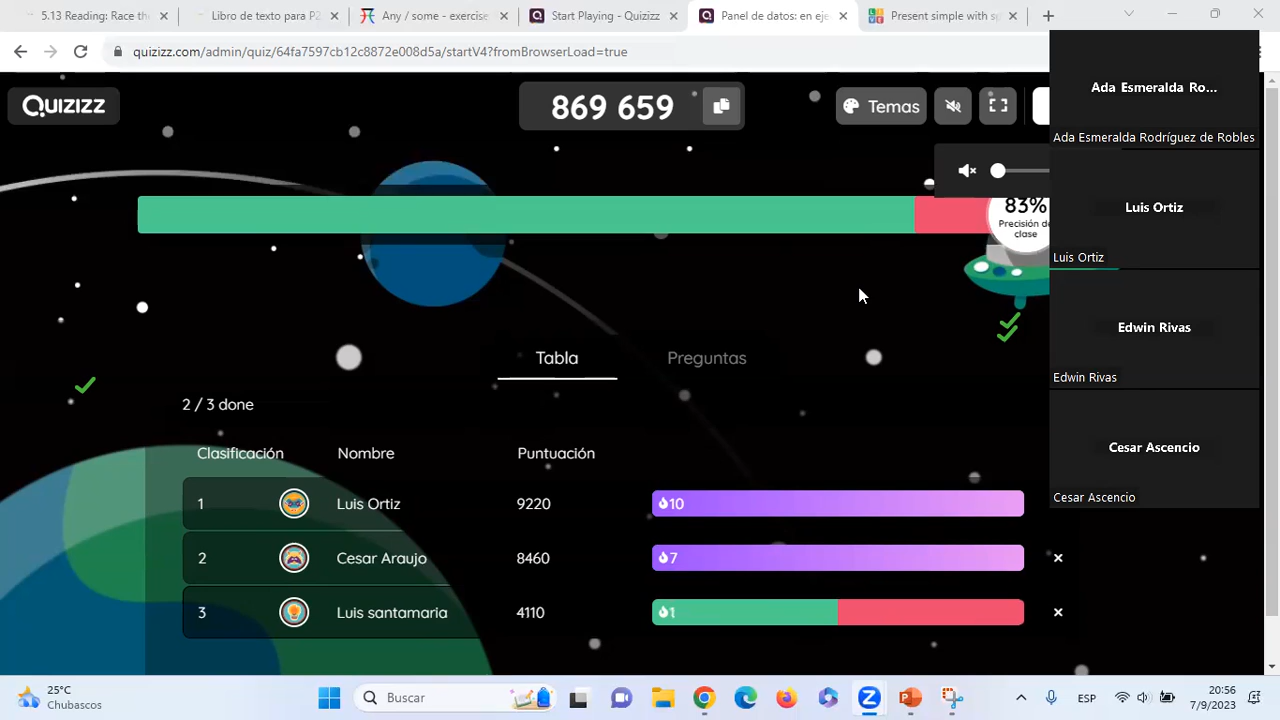 5.13 Reading: Race the
Libro de texto para P2
Any / some - exercise
Start Playing - Quizizz
Panel de datos: en eje
Present simple with sp
quizizz.com/admin/quiz/64fa7597cb12c8872e008d5a/startV4?fromBrowserLoad=true
QUIZIZZ
869 659
Temas
Ada Esmeralda Ro...
Ada Esmeralda Rodríguez de Robles
83%
Precisión de
clase
Luis Ortiz
Luis Ortiz
Edwin Rivas
Edwin Rivas
Cesar Ascencio
Cesar Ascencio
Tabla
Preguntas
2 / 3 done
Clasificación Nombre Puntuación
1 Luis Ortiz 9220 10
2 Cesar Araujo 8460 7
3 Luis santamaria 4110 1
25°C
Chubascos
Buscar
ESP
20:56
7/9/2023